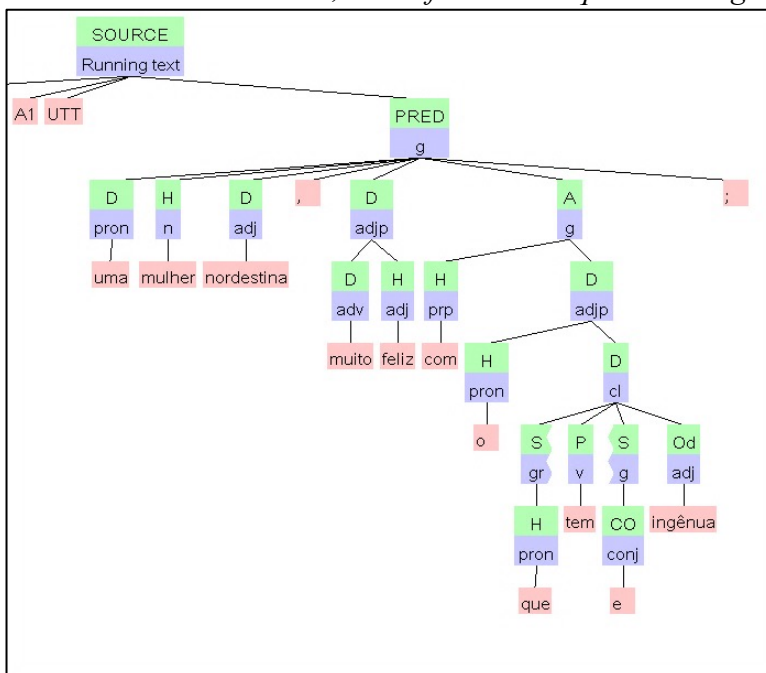 SOURCE
Running text
A1 UTT
PRED
g
D H D , D A ;
pron n adj adjp g
uma mulher nordestina D H H D
adv adj prp adjp
muito feliz com H D
pron cl
o S P S Od
gr v g adj
H tem CO ingênua
pron conj
que e